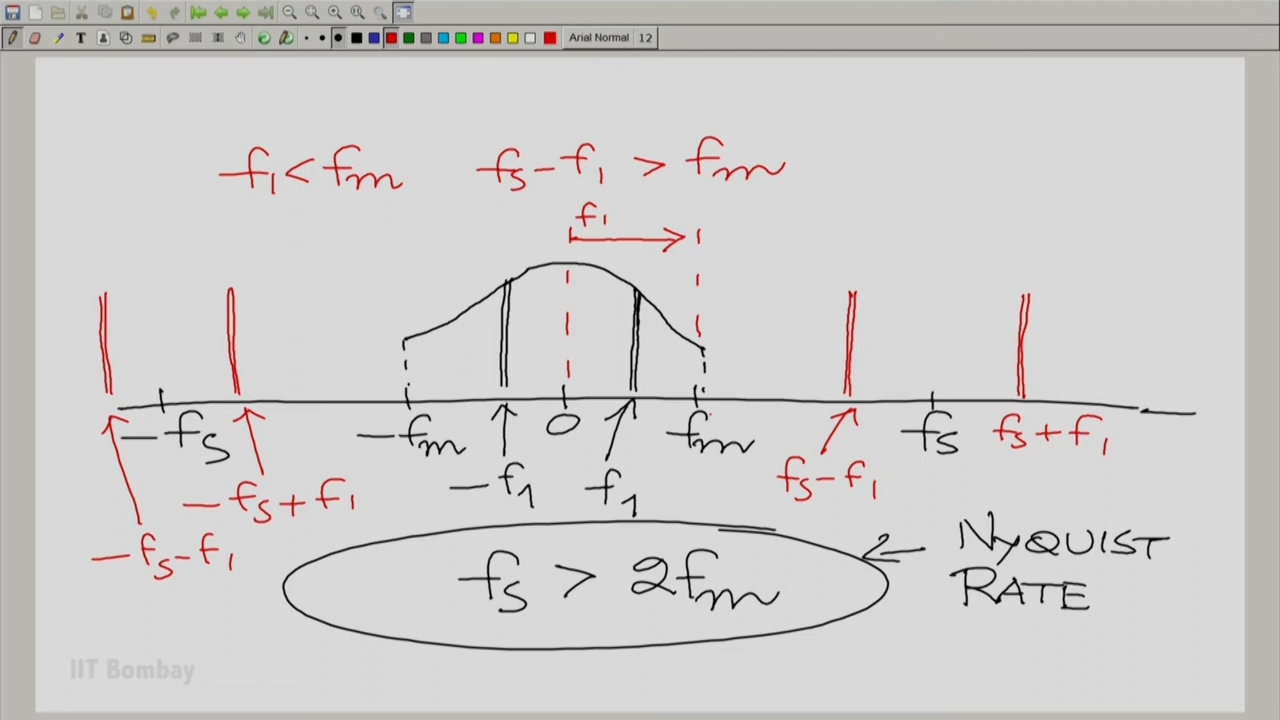 Arial Normal 12
f₁ < fm fs - f₁ > fm
f₁
-fs -fm 0 fm fs fs + f₁
-fs + f₁ -f₁ f₁ fs - f₁
-fs - f₁
fs > 2fm
NYQUIST
RATE
IIT Bombay